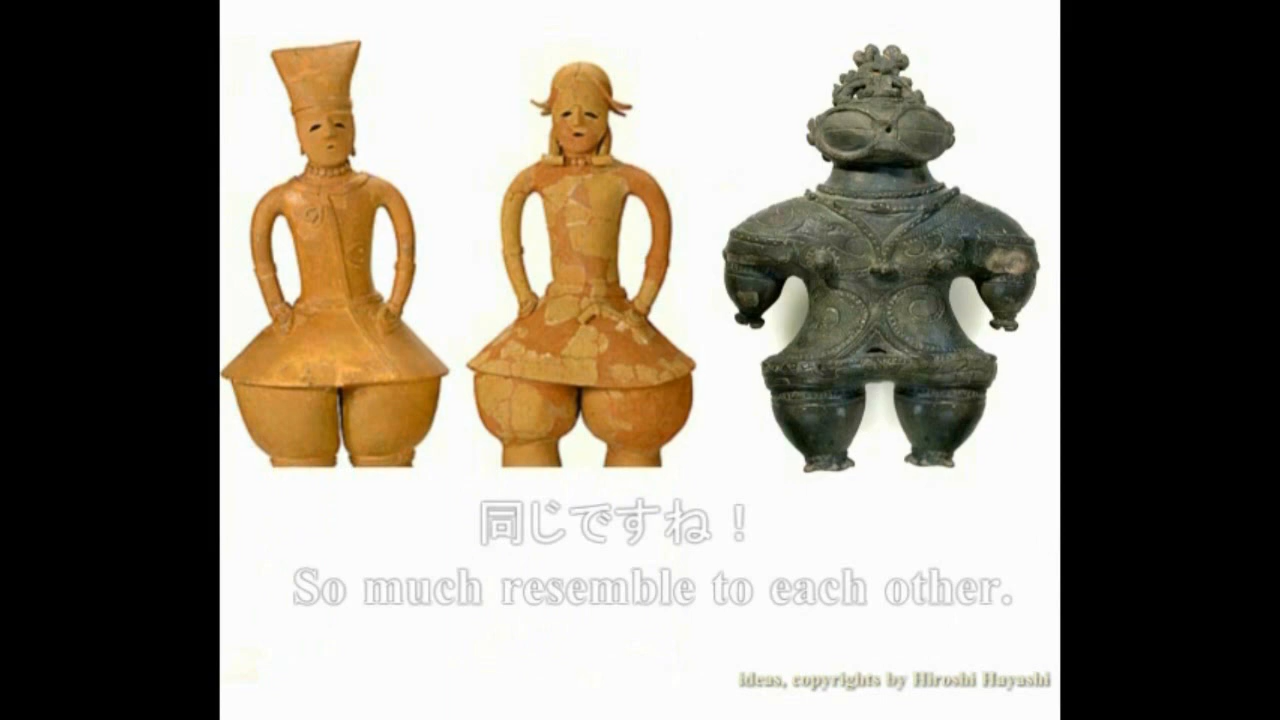 同じですね！
So much resemble to each other.
ideas, copyrights by Hiroshi Hayashi